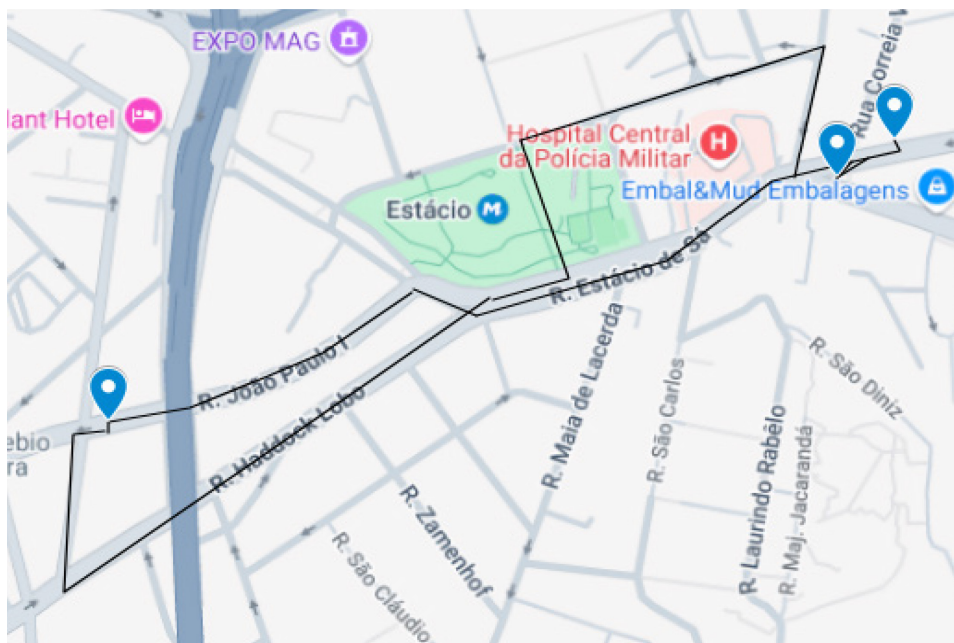 EXPO MAG
lant Hotel
Rua Correia V
Hospital Central
da Polícia Militar
H
Embal&Mud Embalagens
Estácio
M
R. Estácio de Sá
R. João Paulo I
R. Haddock Lobo
R. Maia de Lacerda
R. São Carlos
R. São Diniz
ebio
ra
R. Zamenhof
R. São Cláudio
R. Laurindo Rabêlo
R. Maj. Jacarandá